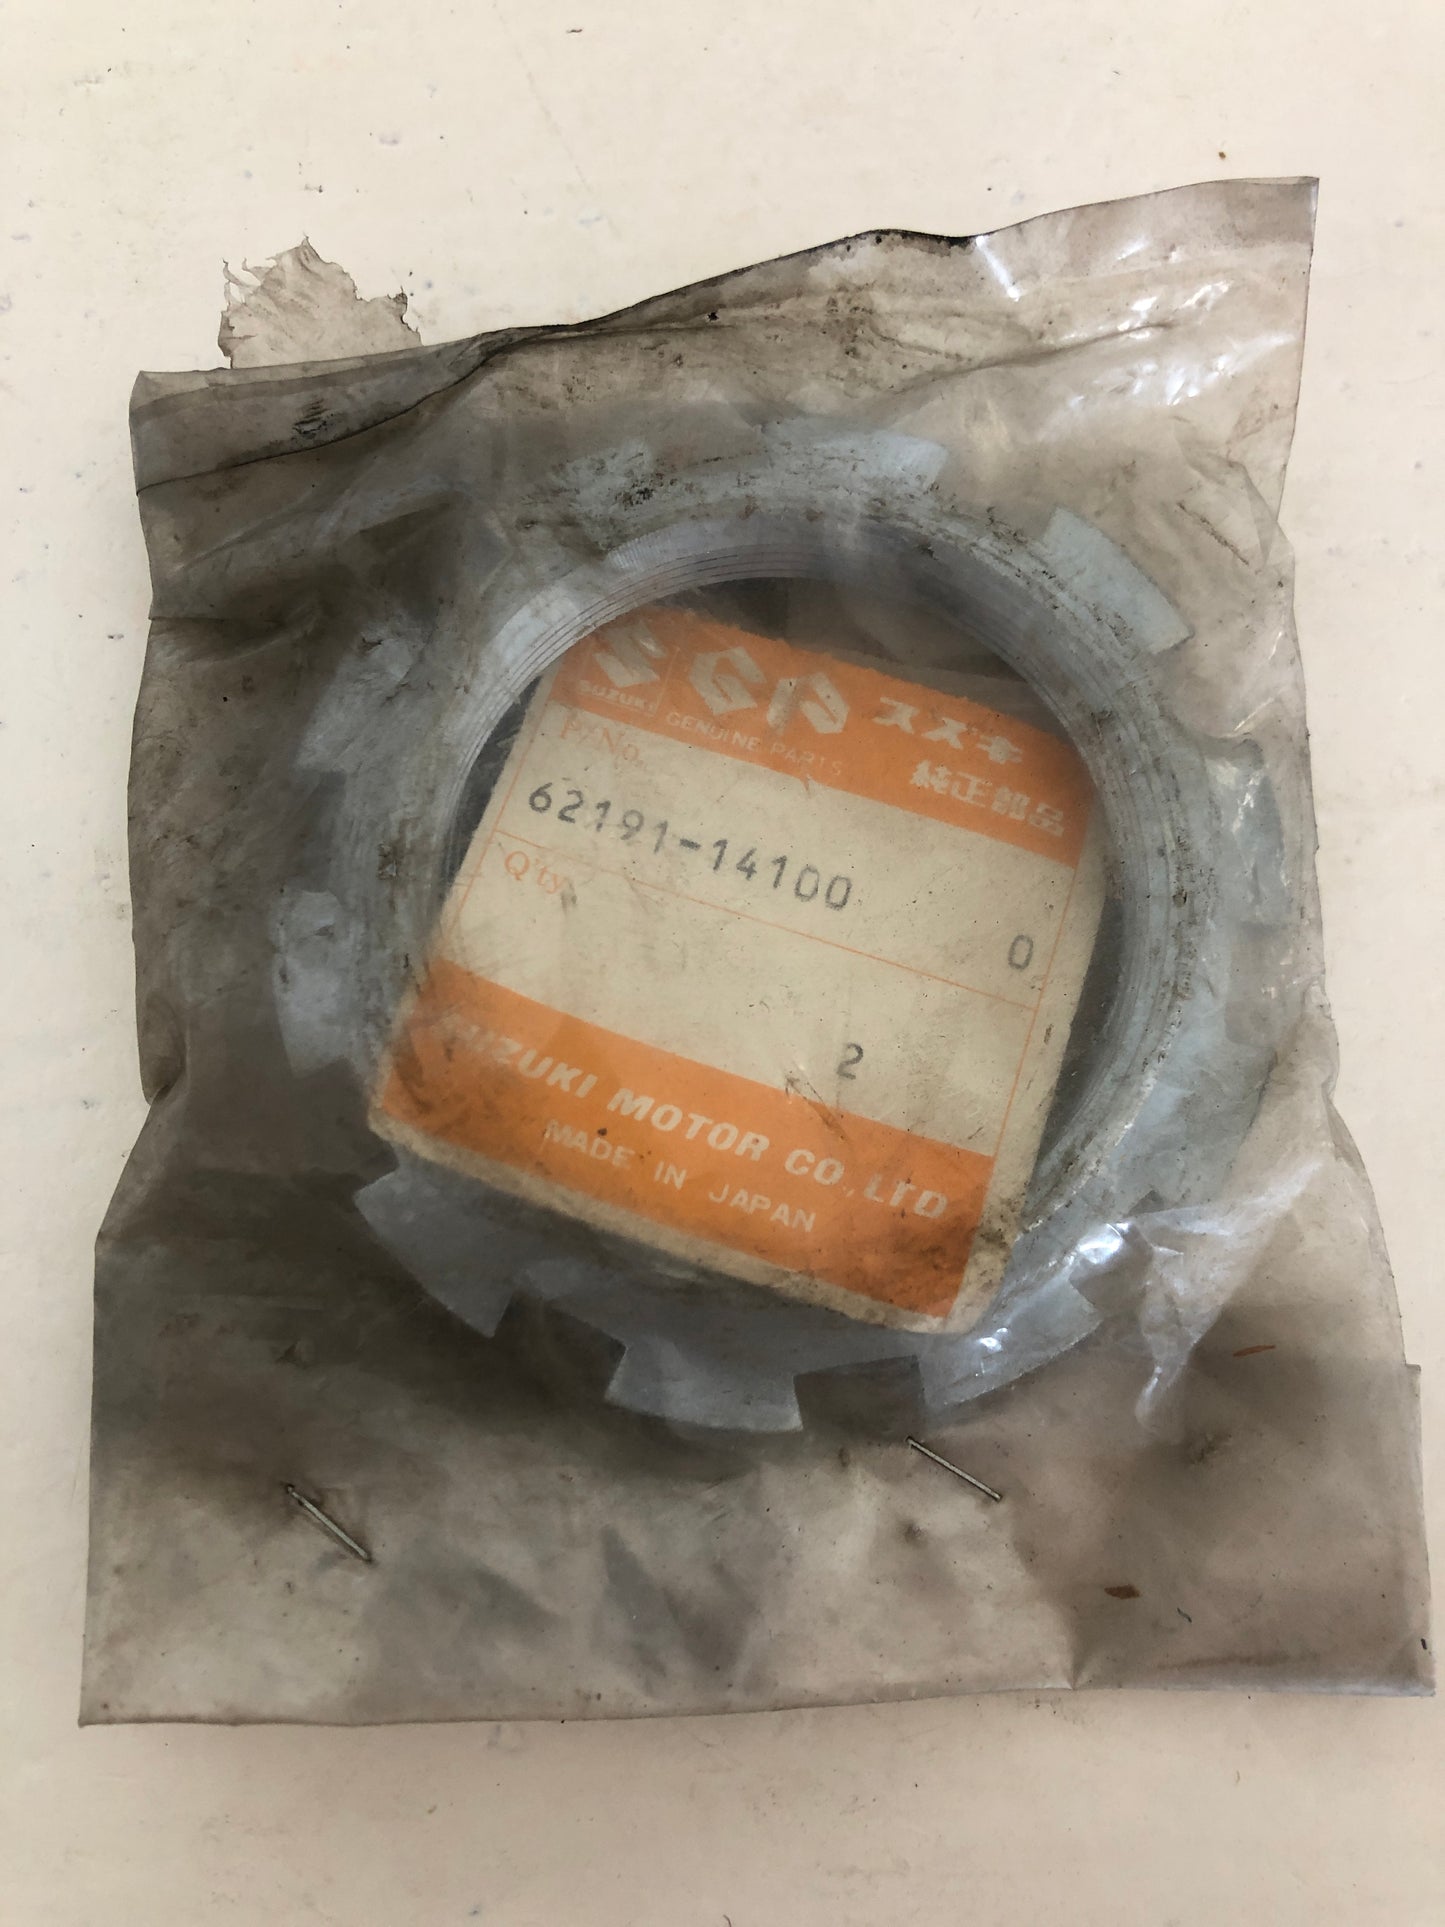 SUZUKI
GP スズキ
GENUINE PARTS 純正部品
P/No.
62191-14100
0
Q'ty
2
SUZUKI MOTOR CO.,LTD
MADE IN JAPAN